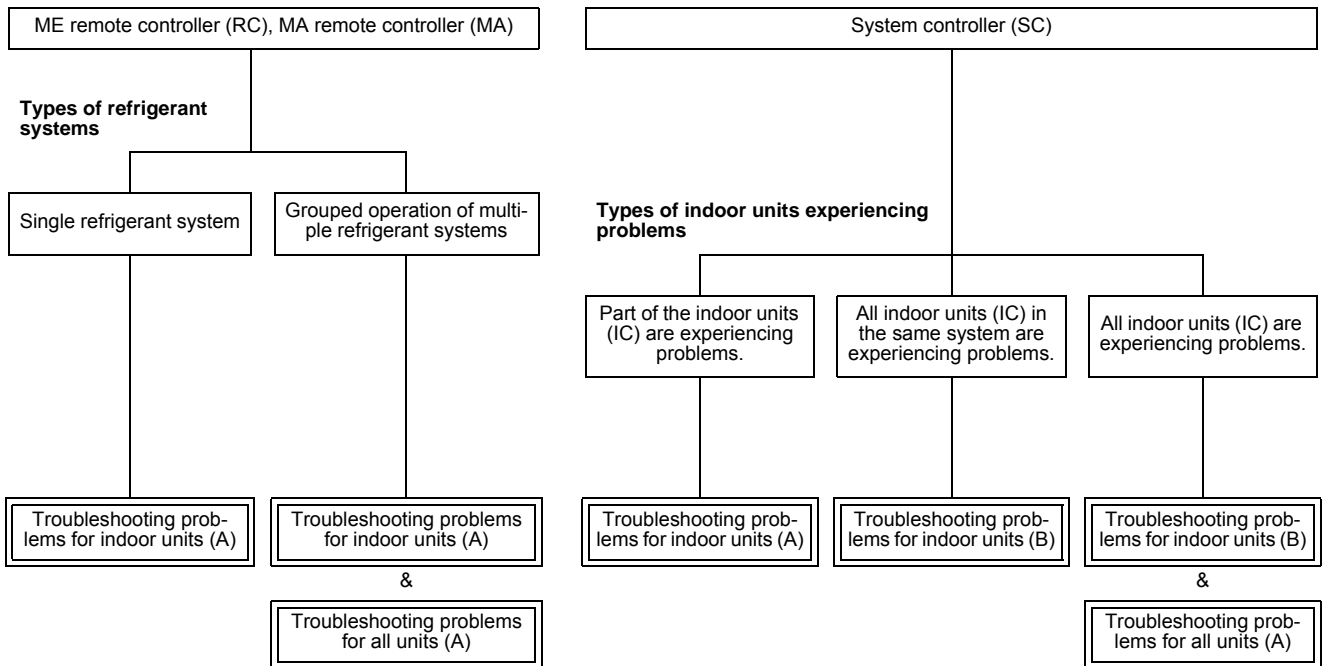 ME remote controller (RC), MA remote controller (MA)
System controller (SC)
Types of refrigerant
systems
Single refrigerant system
Grouped operation of multi-
ple refrigerant systems
Types of indoor units experiencing
problems
Part of the indoor units
(IC) are experiencing
problems.
All indoor units (IC) in
the same system are
experiencing problems.
All indoor units (IC) are
experiencing problems.
Troubleshooting prob-
lems for indoor units (A)
Troubleshooting problems
for indoor units (A)
&
Troubleshooting problems
for all units (A)
Troubleshooting prob-
lems for indoor units (A)
Troubleshooting prob-
lems for indoor units (B)
Troubleshooting prob-
lems for indoor units (B)
&
Troubleshooting prob-
lems for all units (A)